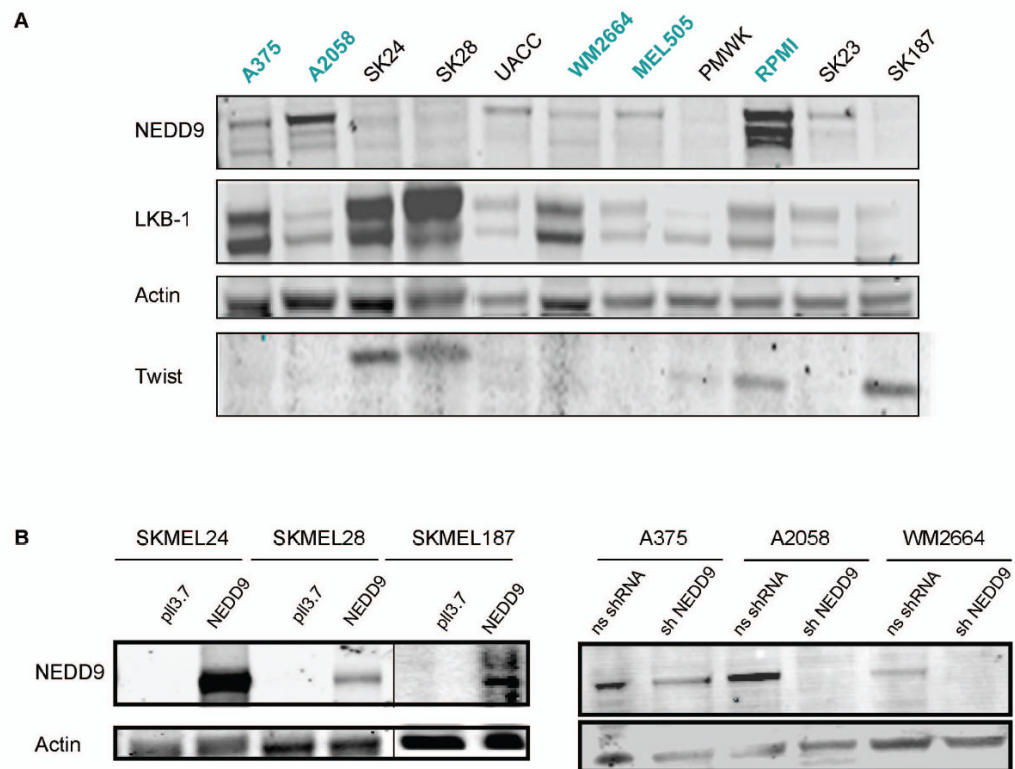 A
A375 A2058 SK24 SK28 UACC WM2664 MEL505 PMWK RPMI SK23 SK187
NEDD9
LKB-1
Actin
Twist
B
SKMEL24 SKMEL28 SKMEL187 A375 A2058 WM2664
pll3.7 NEDD9 pll3.7 NEDD9 pll3.7 NEDD9 ns shRNA sh NEDD9 ns shRNA sh NEDD9 ns shRNA sh NEDD9
NEDD9
Actin